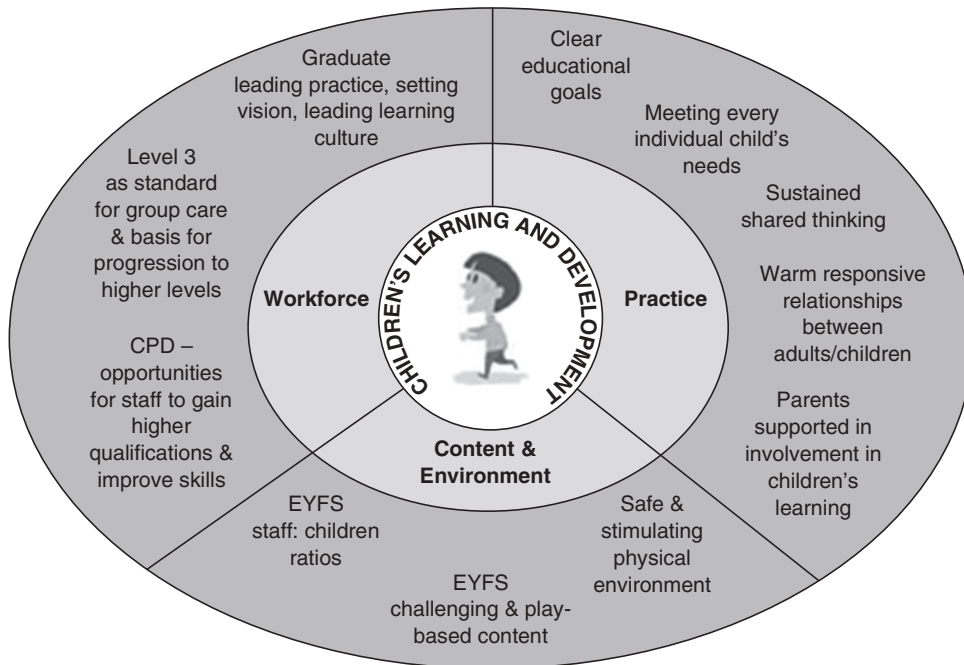 Graduate
leading practice, setting
vision, leading learning
culture
Level 3
as standard
for group care
& basis for
progression to
higher levels
CPD –
opportunities
for staff to gain
higher
qualifications &
improve skills
Workforce
CHILDREN'S LEARNING AND DEVELOPMENT
Practice
Content &
Environment
Clear
educational
goals
Meeting every
individual child's
needs
Sustained
shared thinking
Warm responsive
relationships
between
adults/children
Parents
supported in
involvement in
children's
learning
EYFS
staff: children
ratios
EYFS
challenging & play-
based content
Safe &
stimulating
physical
environment